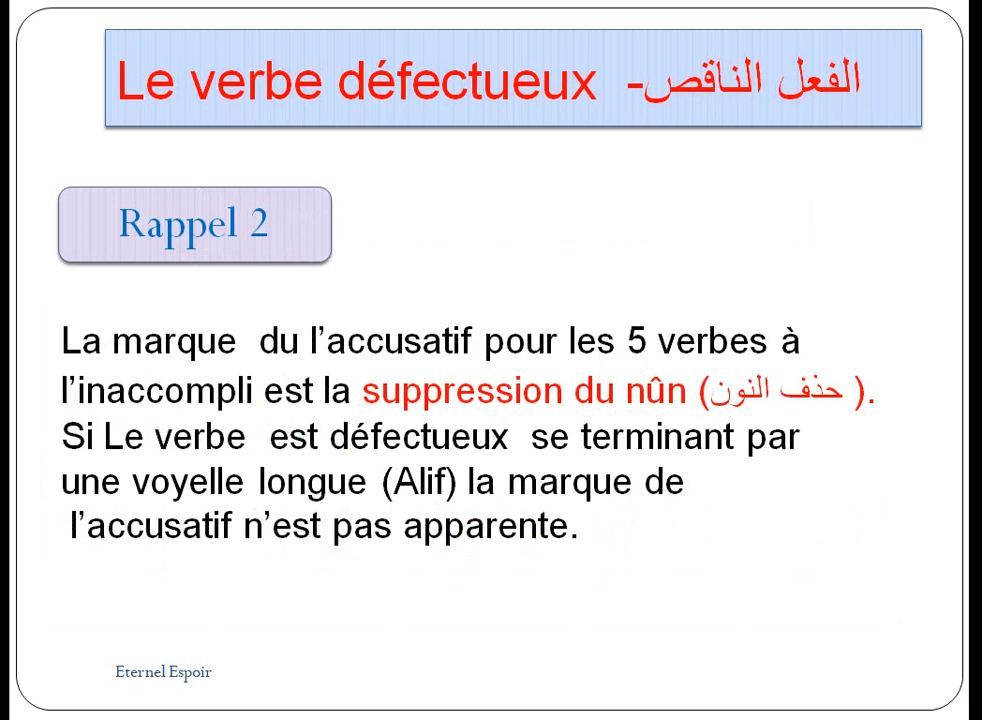 Le verbe défectueux -الفعل الناقص
Rappel 2
La marque du l’accusatif pour les 5 verbes à
l’inaccompli est la suppression du nûn (حذف النون ).
Si Le verbe est défectueux se terminant par
une voyelle longue (Alif) la marque de
l’accusatif n’est pas apparente.
Eternel Espoir